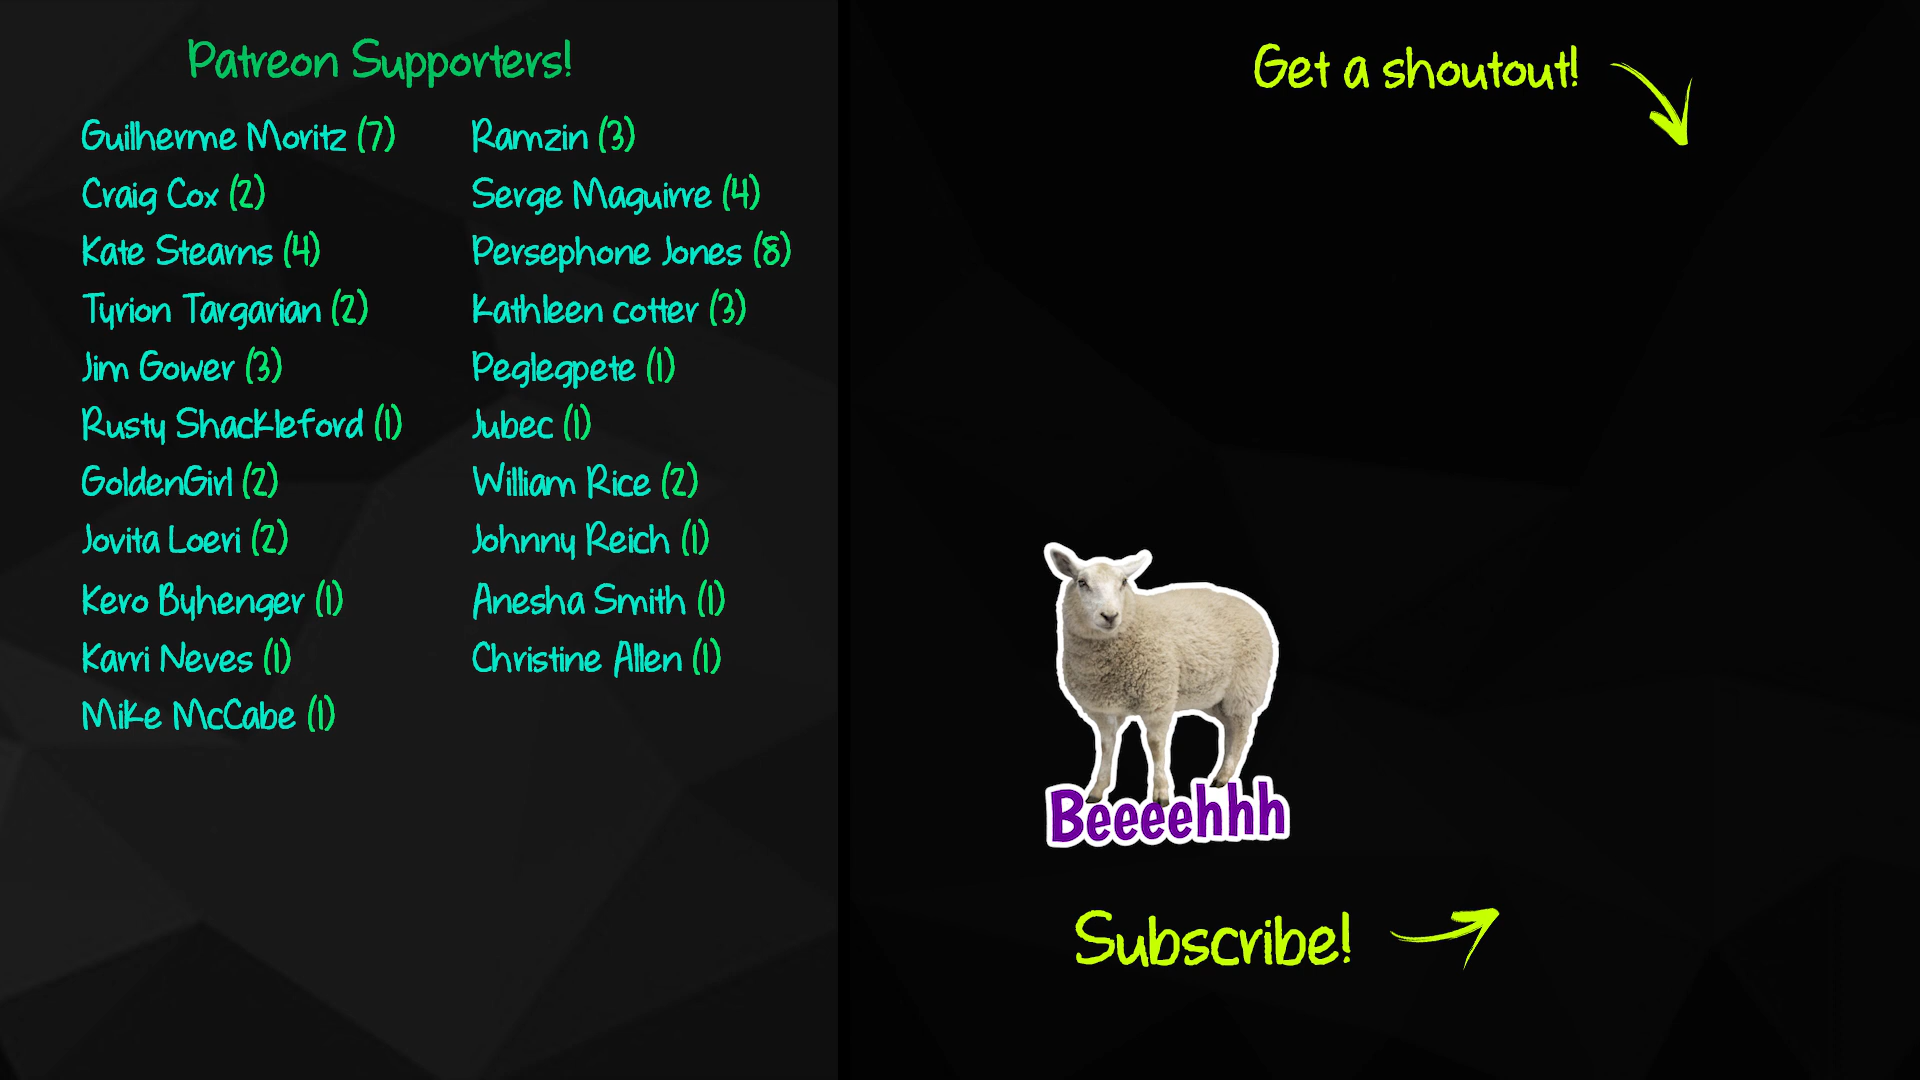 Patreon Supporters!
Guilherme Moritz (7)
Craig Cox (2)
Kate Stearns (4)
Tyrion Targarian (2)
Jim Gower (3)
Rusty Shackleford (1)
GoldenGirl (2)
Jovita Loeri (2)
Kero Byhenger (1)
Karri Neves (1)
Mike McCabe (1)
Ramzin (3)
Serge Maguirre (4)
Persephone Jones (8)
Kathleen cotter (3)
Peglegpete (1)
Jubec (1)
William Rice (2)
Johnny Reich (1)
Anesha Smith (1)
Christine Allen (1)
Get a shoutout!
Beeeehhh
Subscribe!